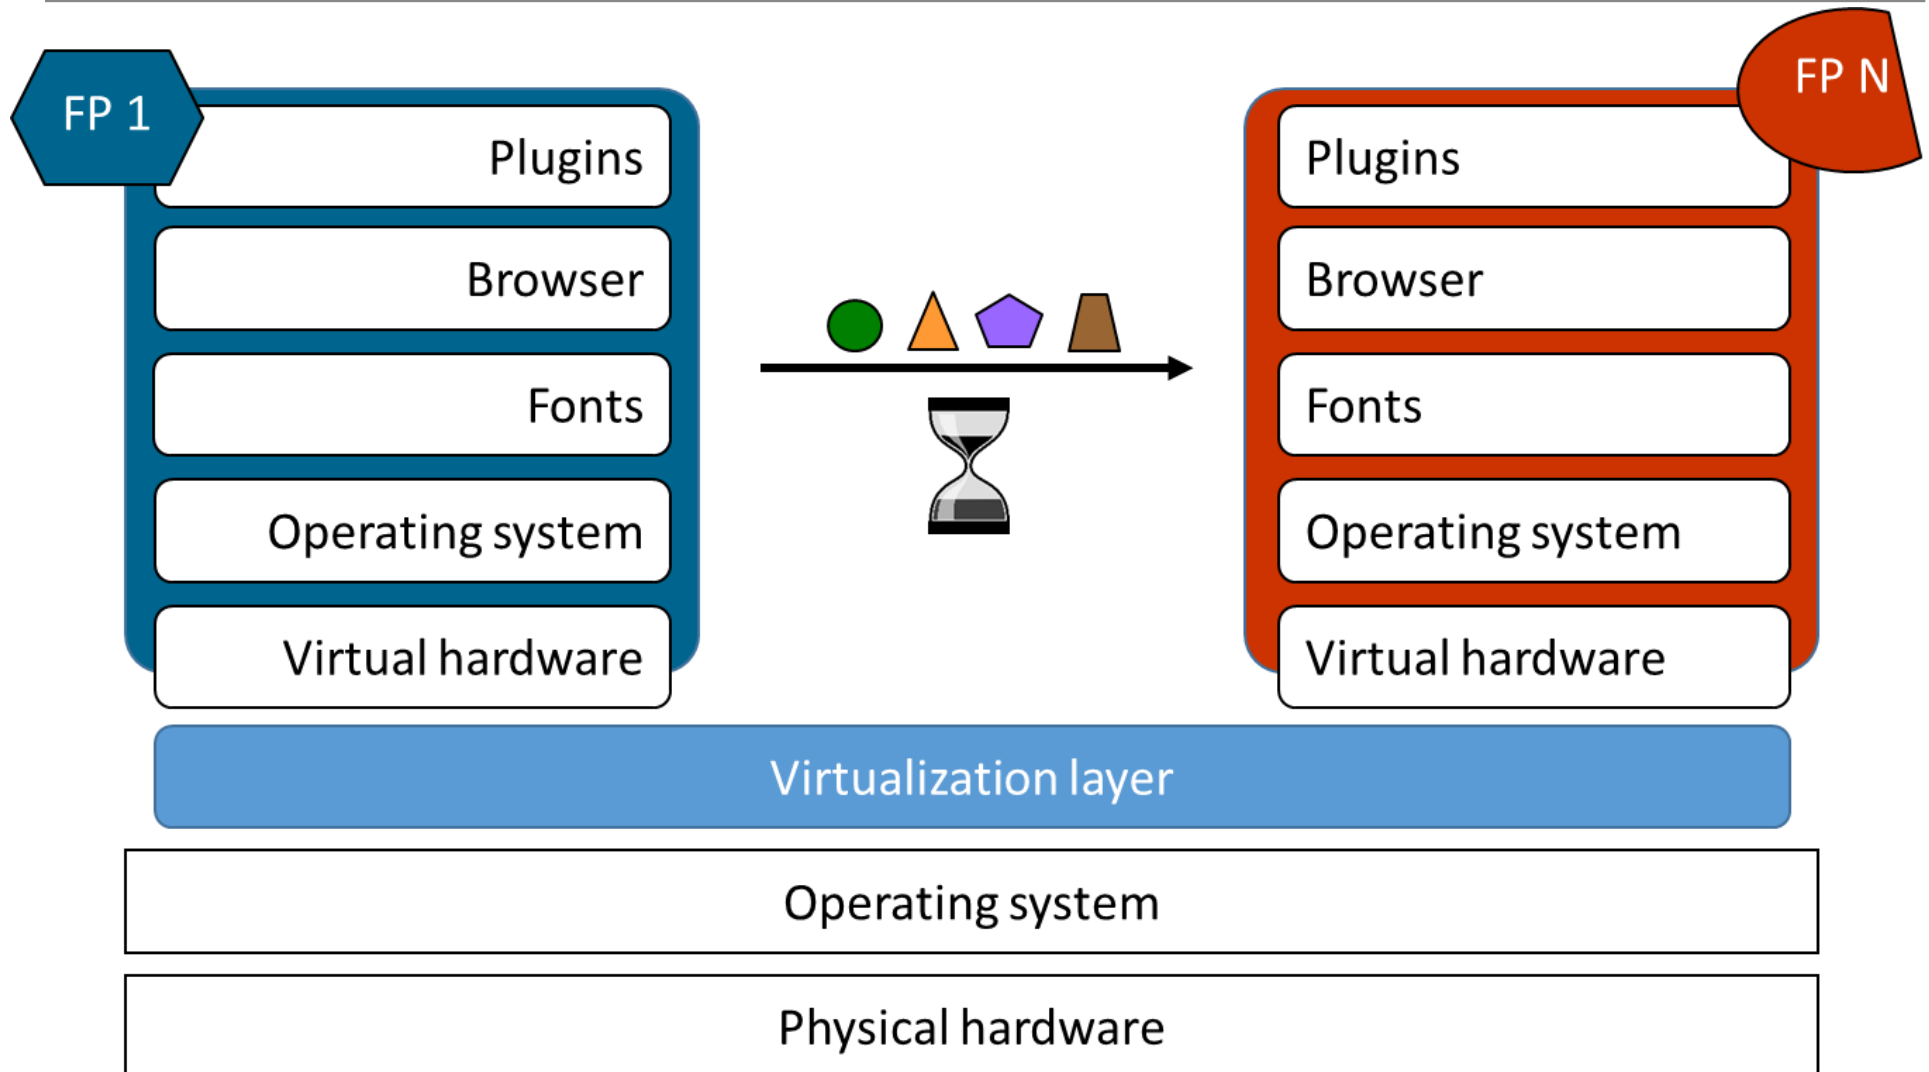 FP 1
Plugins
Browser
Fonts
Operating system
Virtual hardware
FP N
Plugins
Browser
Fonts
Operating system
Virtual hardware
Virtualization layer
Operating system
Physical hardware